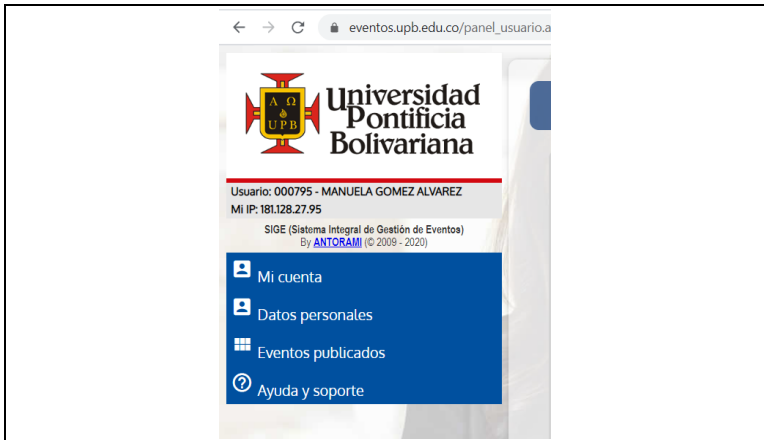 eventos.upb.edu.co/panel_usuario.a
Α Ω
UPB
Universidad
Pontificia
Bolivariana
Usuario: 000795 - MANUELA GOMEZ ALVAREZ
Mi IP: 181.128.27.95
SIGE (Sistema Integral de Gestión de Eventos)
By ANTORAMI (© 2009 - 2020)
Mi cuenta
Datos personales
Eventos publicados
Ayuda y soporte